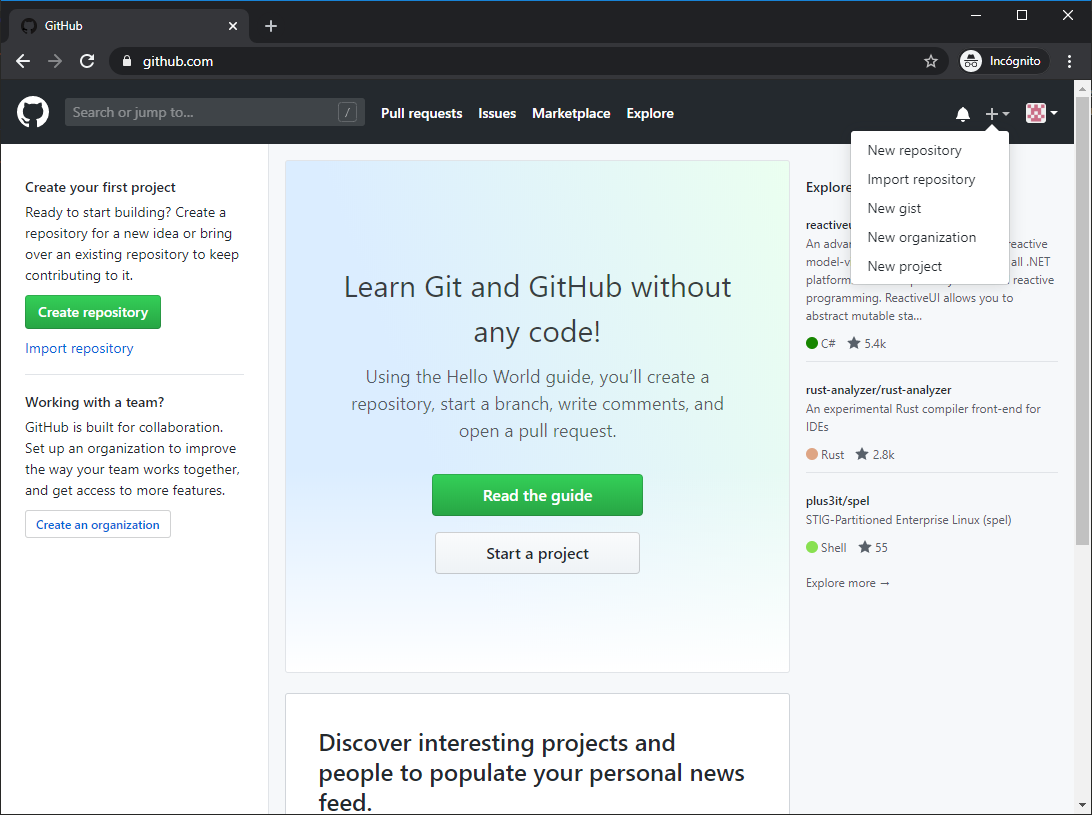 GitHub
github.com
Incógnito
Search or jump to...
/
Pull requests
Issues
Marketplace
Explore
New repository
Import repository
New gist
New organization
New project
Create your first project
Ready to start building? Create a
repository for a new idea or bring
over an existing repository to keep
contributing to it.
Create repository
Import repository
Working with a team?
GitHub is built for collaboration.
Set up an organization to improve
the way your team works together,
and get access to more features.
Create an organization
Learn Git and GitHub without
any code!
Using the Hello World guide, you’ll create a
repository, start a branch, write comments, and
open a pull request.
Read the guide
Start a project
Discover interesting projects and
people to populate your personal news
feed.
Explore
An reactive
all .NET
reactive
programming. ReactiveUI allows you to
abstract mutable sta...
C# 5.4k
rust-analyzer/rust-analyzer
An experimental Rust compiler front-end for
IDEs
Rust 2.8k
plus3it/spel
STIG-Partitioned Enterprise Linux (spel)
Shell 55
Explore more →